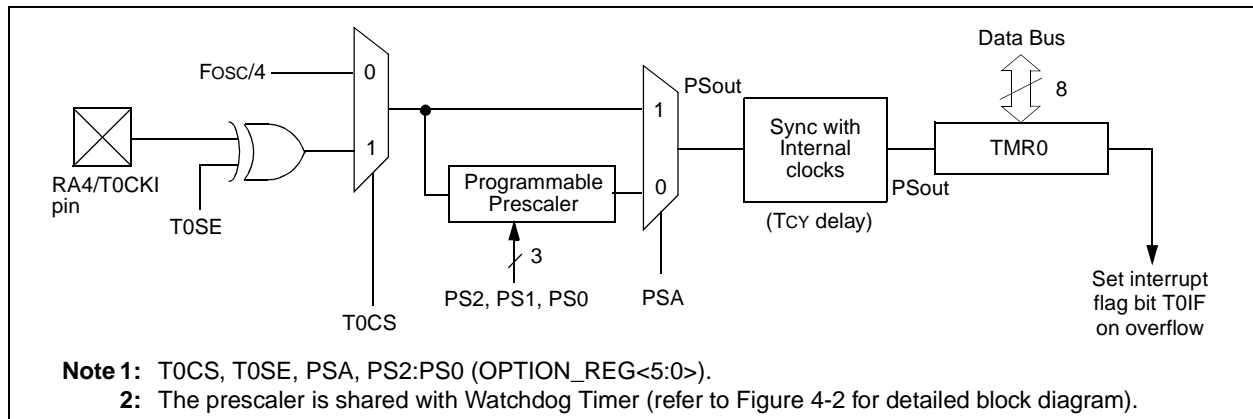 Data Bus
FOSC/4
0
PSout
8
1
1
Sync with
Internal
clocks
TMR0
RA4/T0CKI
pin
Programmable
Prescaler
0
PSout
T0SE
(TCY delay)
3
PS2, PS1, PS0
PSA
Set interrupt
flag bit T0IF
on overflow
T0CS
Note 1: T0CS, T0SE, PSA, PS2:PS0 (OPTION_REG<5:0>).
2: The prescaler is shared with Watchdog Timer (refer to Figure 4-2 for detailed block diagram).